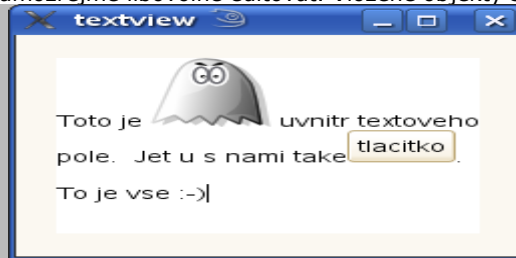 textview
Toto je uvnitr textoveho
pole. Jet u s nami take tlacitko .
To je vse :-)